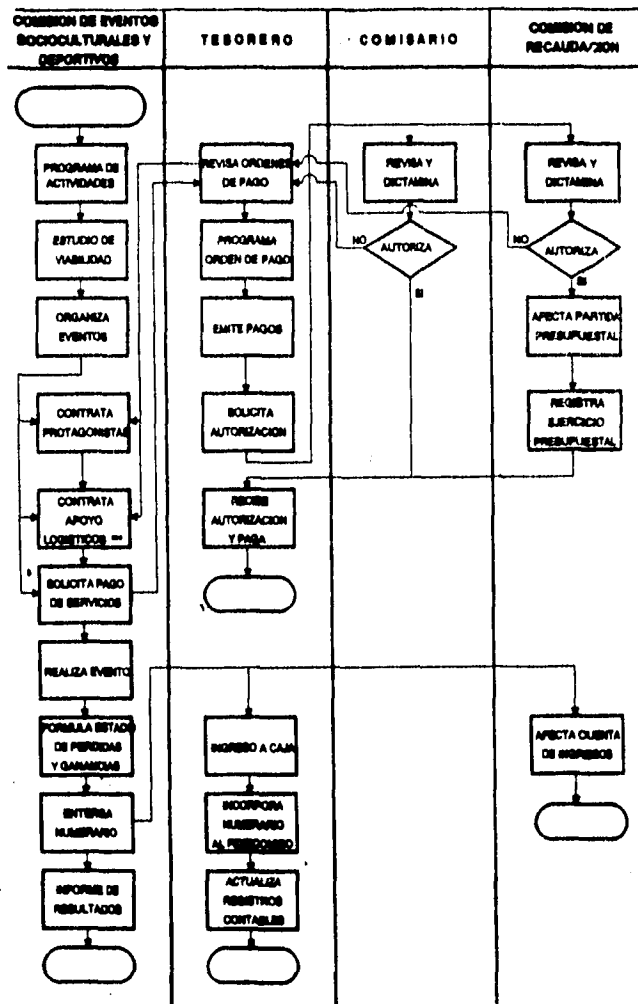 COMISION DE EVENTOS
SOCIOCULTURALES Y
DEPORTIVOS
TESORERO
COMISARIO
COMISION DE
RECAUDACION
PROGRAMA DE
ACTIVIDADES
ESTUDIO DE
VIABILIDAD
ORGANIZA
EVENTOS
CONTRATA
PROTAGONISTAS
CONTRATA
APOYO
LOGISTICOS
SOLICITA PAGO
DE SERVICIOS
REALIZA EVENTO
FORMULA ESTADO
DE PERDIDAS
Y GANANCIAS
ENTERSA
NUMERARIO
INFORME DE
RESULTADOS
REVISA ORDENES
DE PAGO
PROGRAMA
ORDEN DE PAGO
EMITE PAGOS
SOLICITA
AUTORIZACION
RECIBE
AUTORIZACION
Y PAGA
INGRESO A CAJA
INCORPORA
NUMERARIO
AL FIDEICOMISO
ACTUALIZA
REGISTROS
CONTABLES
REVISA Y
DICTAMINA
NO
AUTORIZA
SI
REVISA Y
DICTAMINA
NO
AUTORIZA
SI
AFECTA PARTIDA
PRESUPUESTAL
REGISTRA
EJERCICIO
PRESUPUESTAL
AFECTA CUENTA
DE INGRESOS